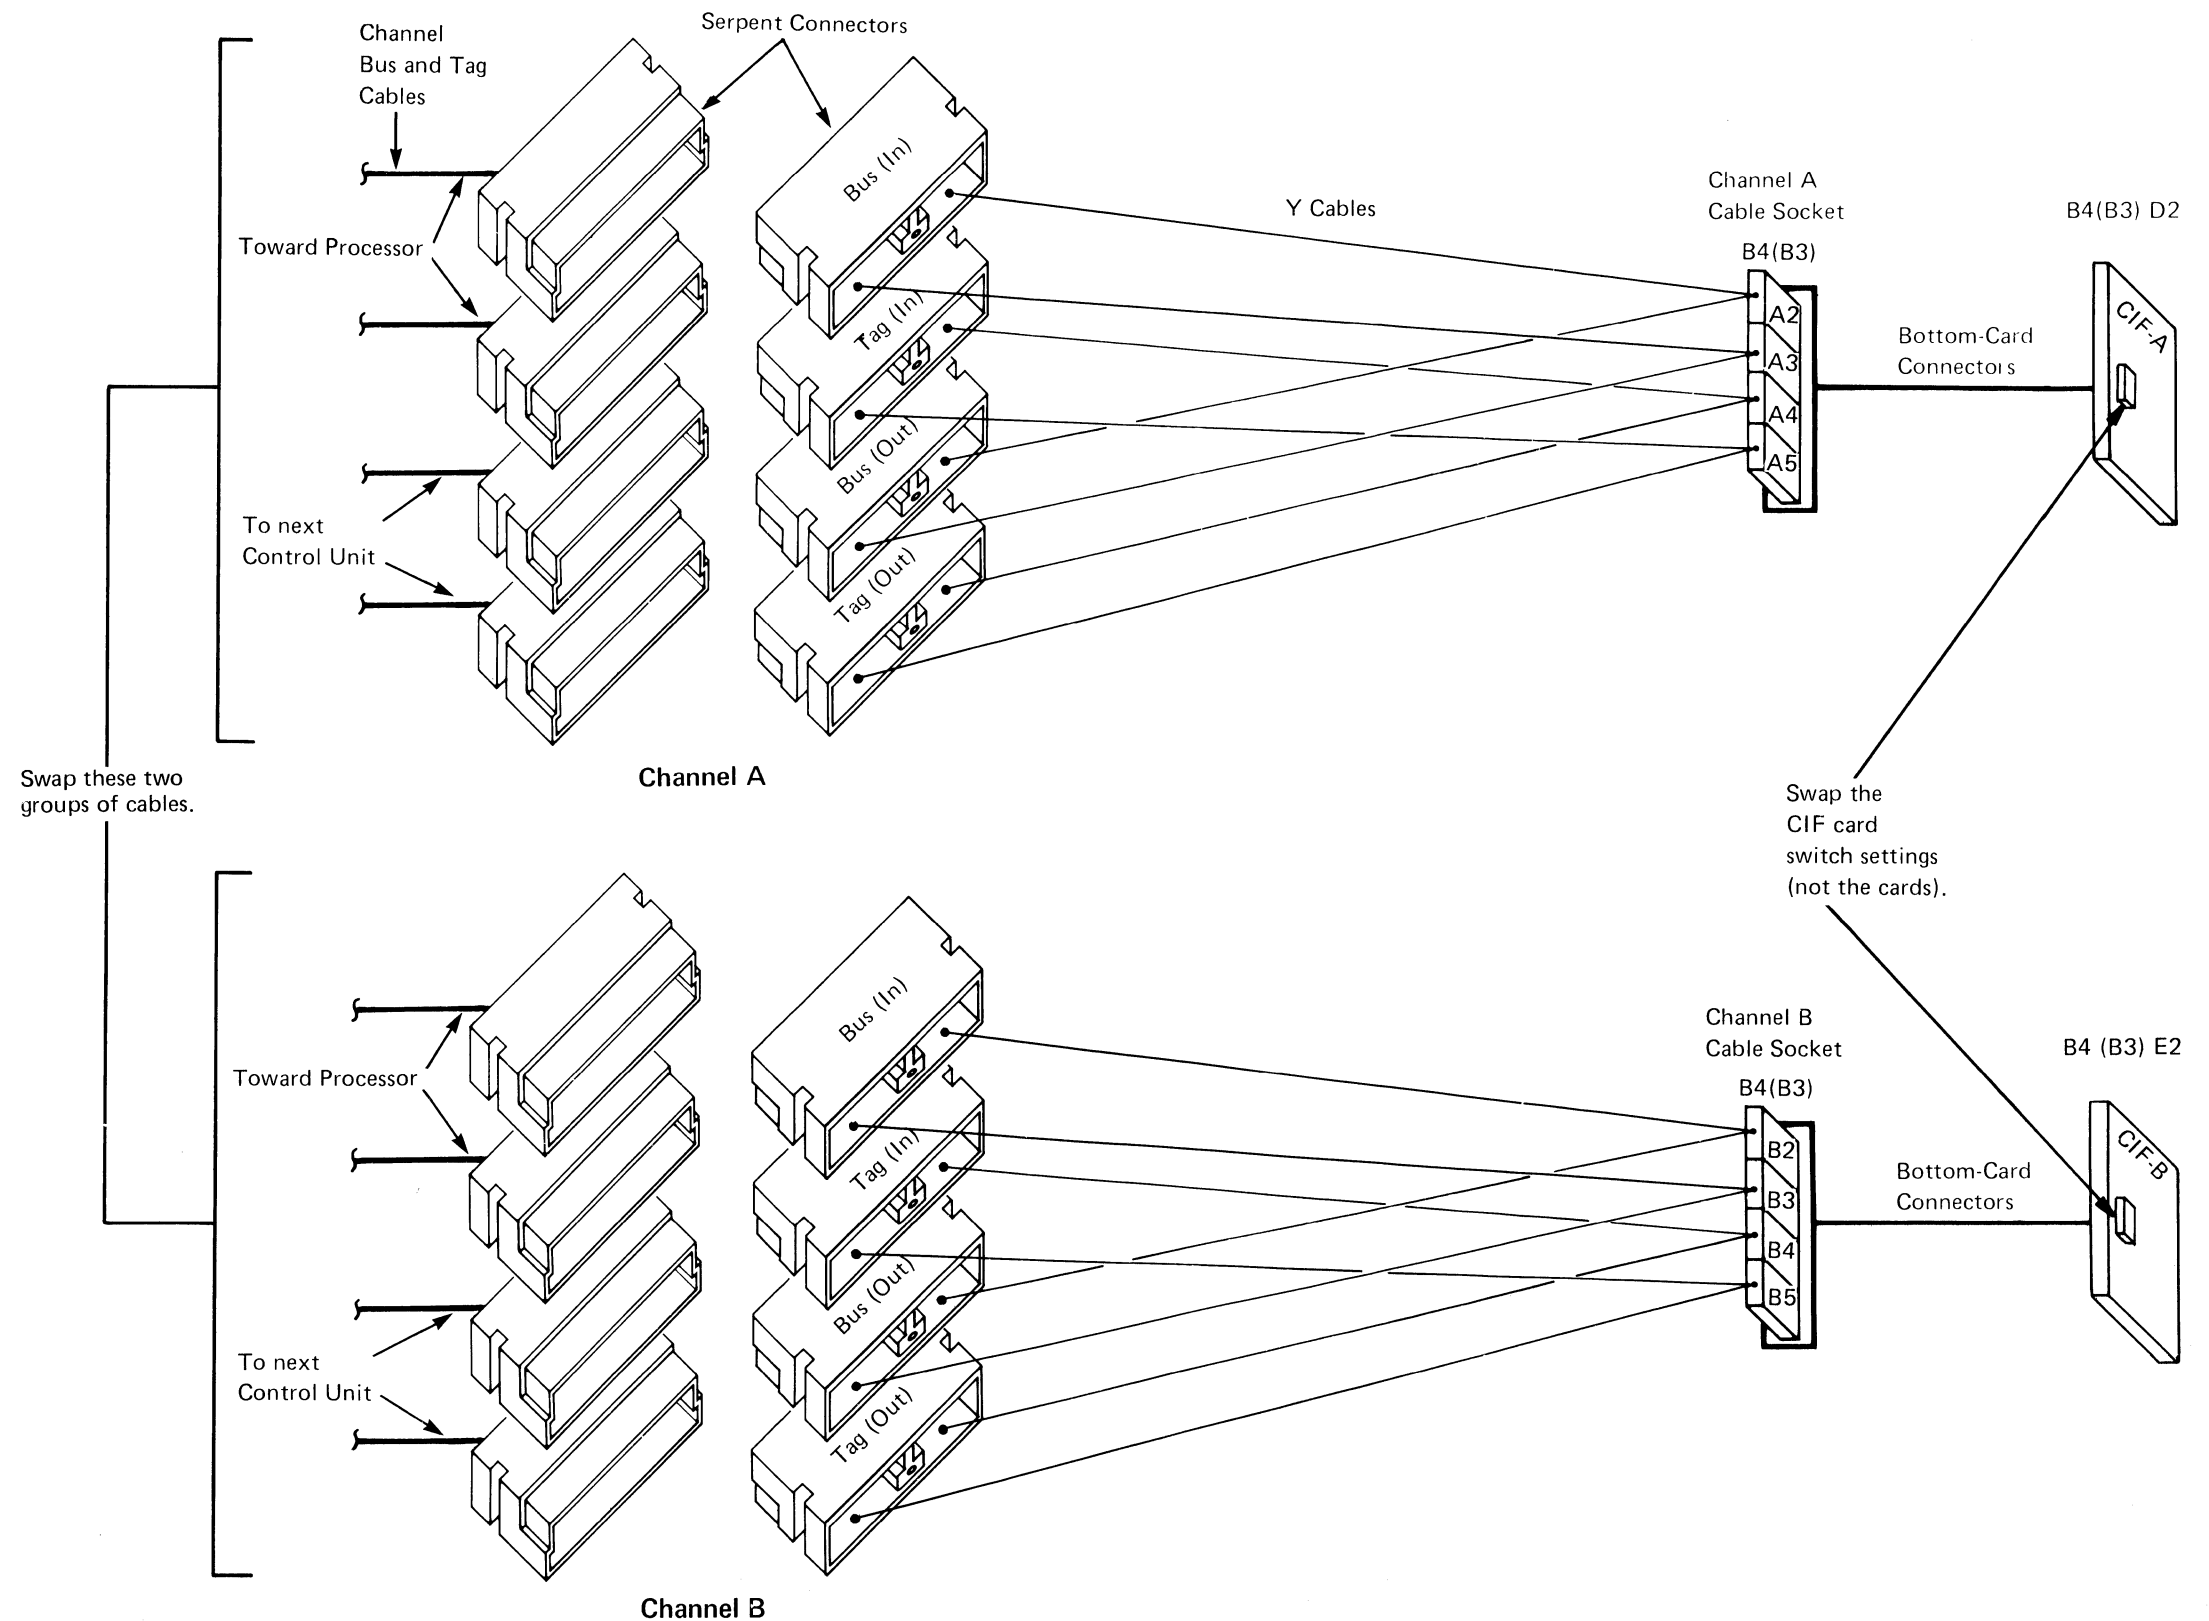 Channel
Bus and Tag
Cables
Serpent Connectors
Toward Processor
To next
Control Unit
Bus (In)
Tag (In)
Bus (Out)
Tag (Out)
Y Cables
Channel A
Cable Socket
B4(B3)
A2
A3
A4
A5
Bottom-Card
Connectors
B4(B3) D2
CIF-A
Channel A
Swap these two
groups of cables.
Swap the
CIF card
switch settings
(not the cards).
Toward Processor
To next
Control Unit
Bus (In)
Tag (In)
Bus (Out)
Tag (Out)
Channel B
Cable Socket
B4(B3)
B2
B3
B4
B5
Bottom-Card
Connectors
B4 (B3) E2
CIF-B
Channel B